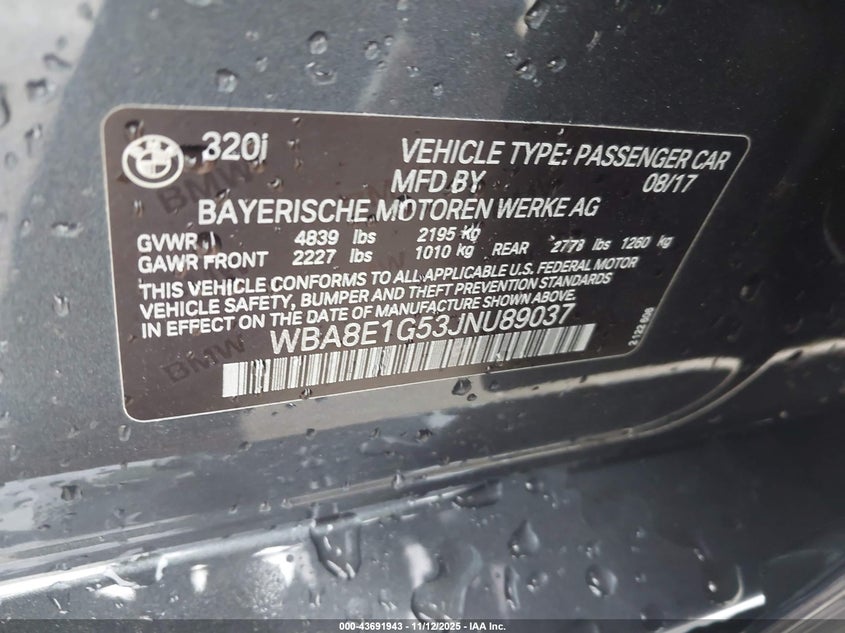 320i
VEHICLE TYPE: PASSENGER CAR
MFD BY 08/17
BAYERISCHE MOTOREN WERKE AG
GVWR 4839 lbs 2195 kg
GAWR FRONT 2227 lbs 1010 kg REAR 2778 lbs 1260 kg
THIS VEHICLE CONFORMS TO ALL APPLICABLE U.S. FEDERAL MOTOR
VEHICLE SAFETY, BUMPER AND THEFT PREVENTION STANDARDS
IN EFFECT ON THE DATE OF MANUFACTURE SHOWN ABOVE.
WBA8E1G53JNU89037
BMW
BMW
BMW
000-43691943 - 11/12/2025 - IAA Inc.